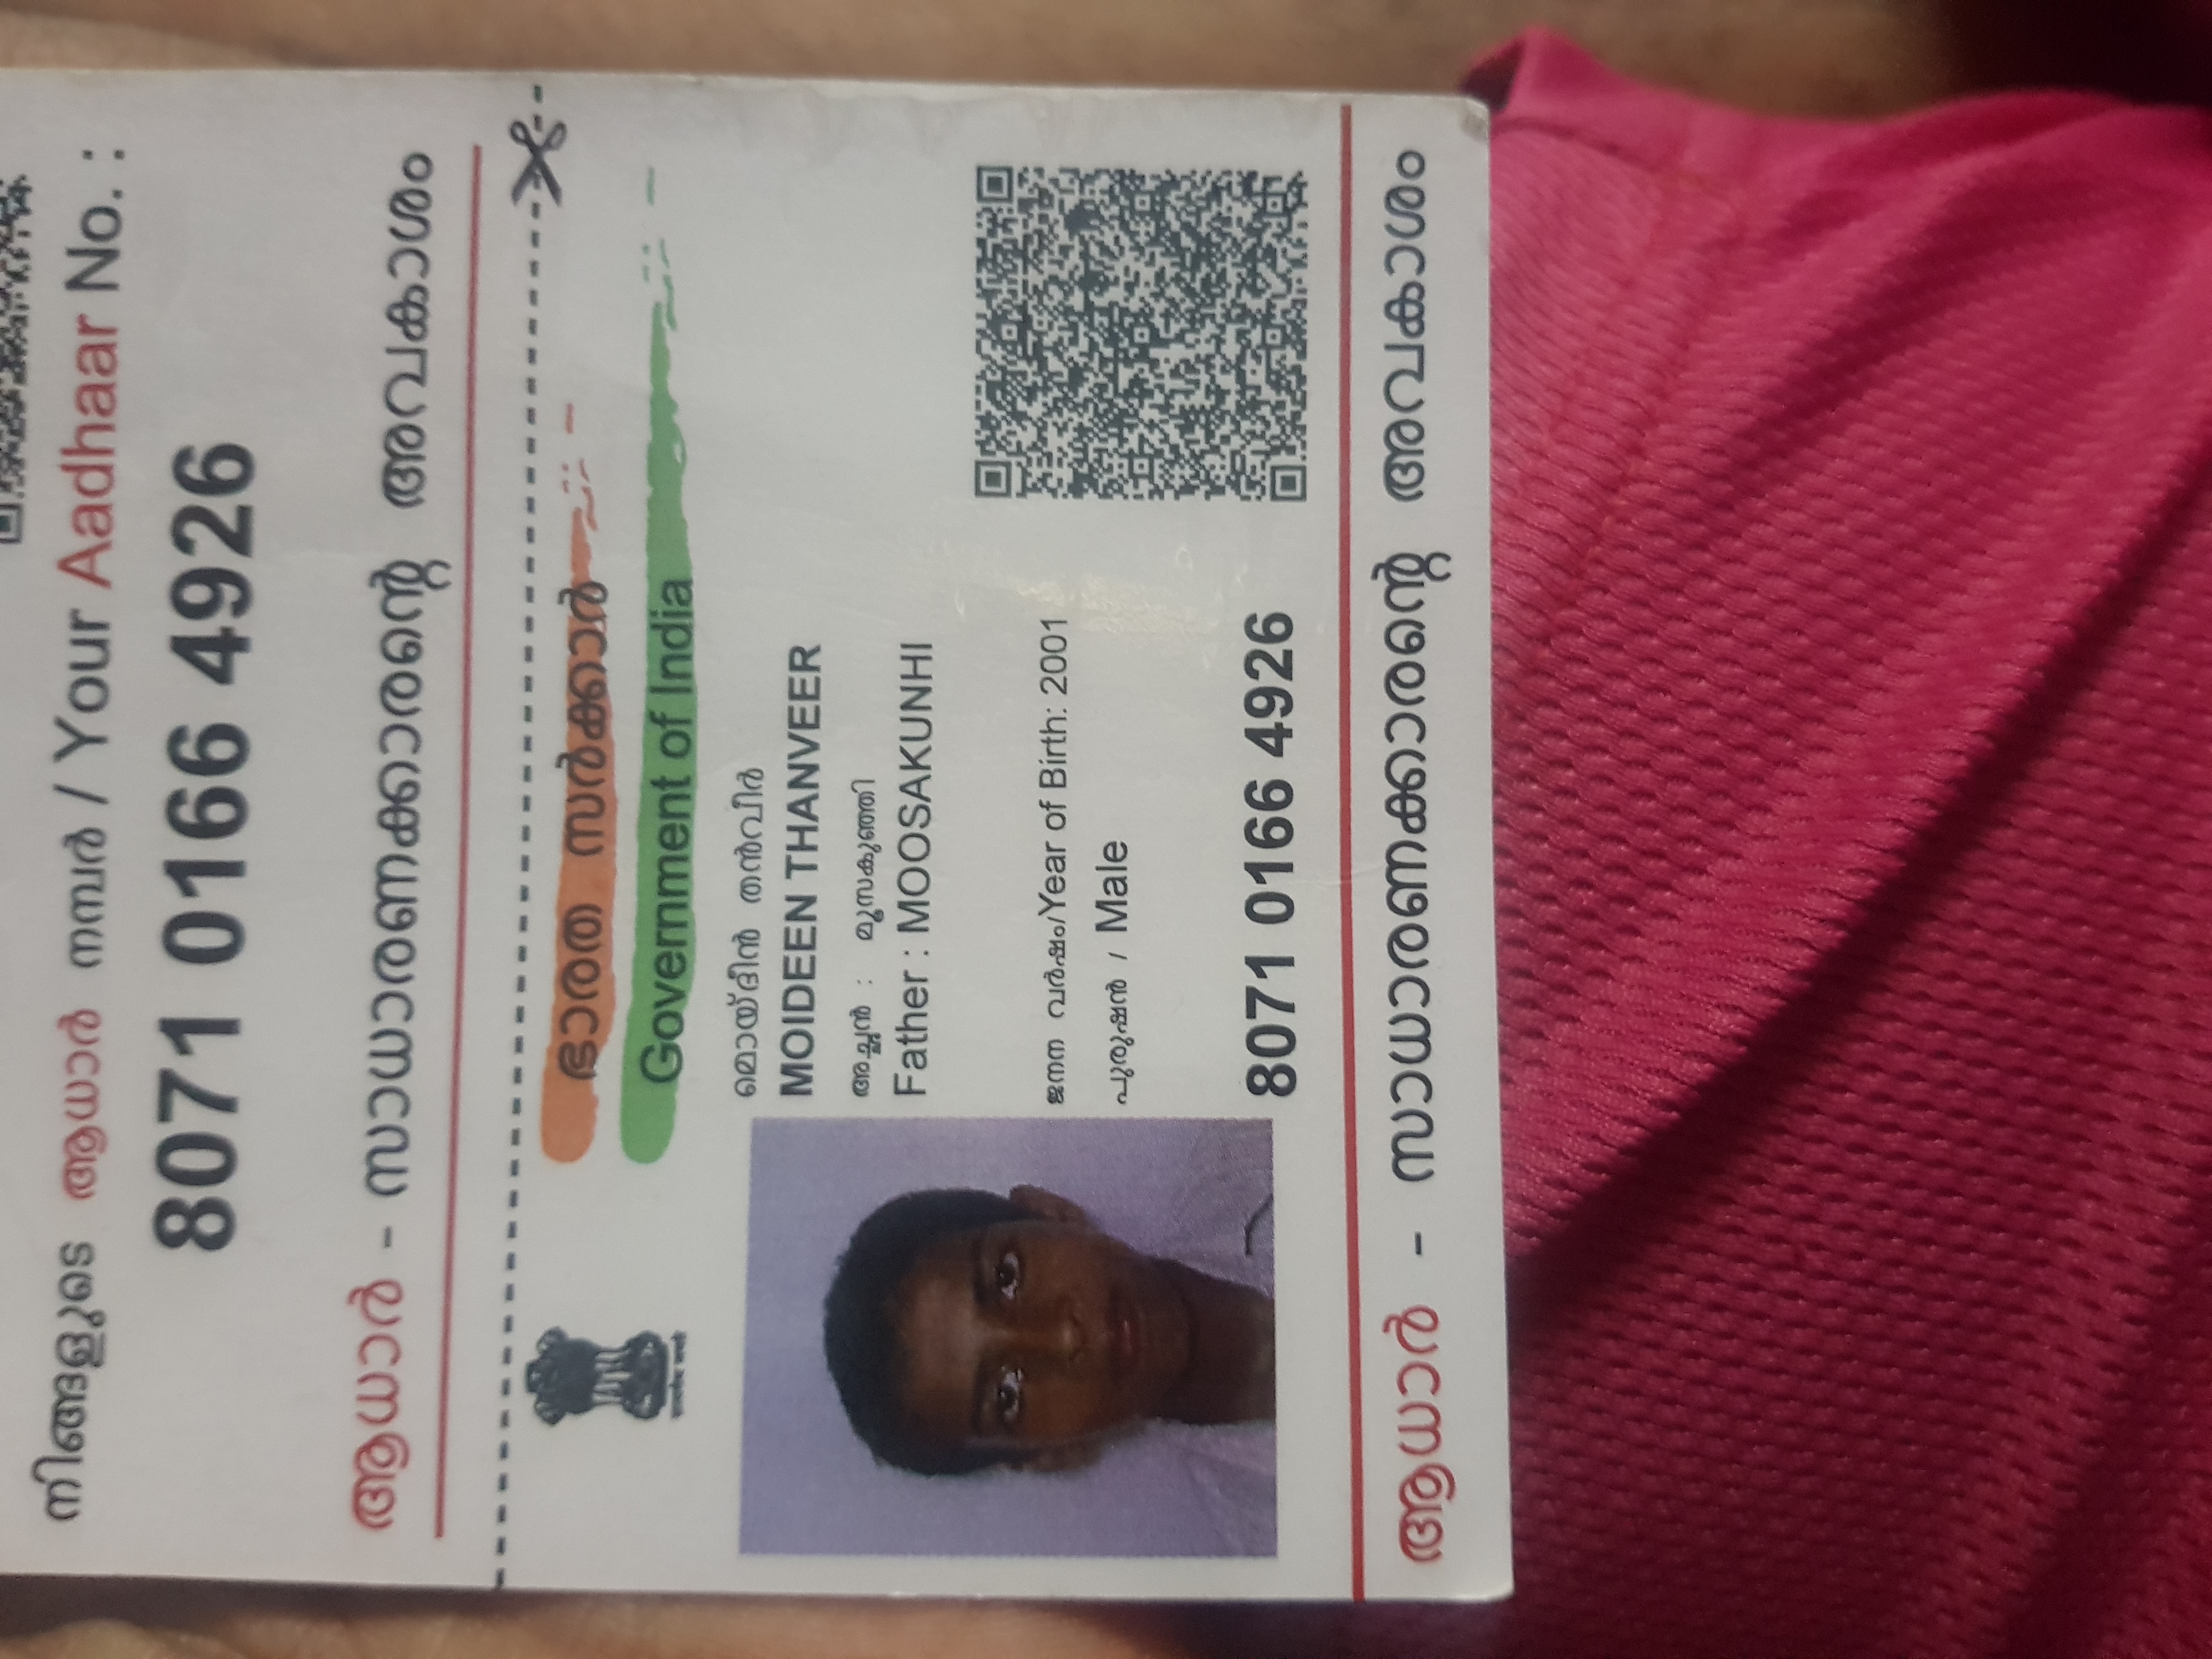 നിങ്ങളുടെ ആധാർ നമ്പർ / Your Aadhaar No. :
8071 0166 4926
ആധാർ - സാധാരണക്കാരന്റെ അവകാശം
ഭാരത സർക്കാർ
Government of India
മൊയ്ദീൻ തൻവീർ
MOIDEEN THANVEER
അച്ഛൻ : മൂസകുഞ്ഞി
Father : MOOSAKUNHI
ജനന വർഷം/Year of Birth: 2001
പുരുഷൻ / Male
8071 0166 4926
ആധാർ - സാധാരണക്കാരന്റെ അവകാശം